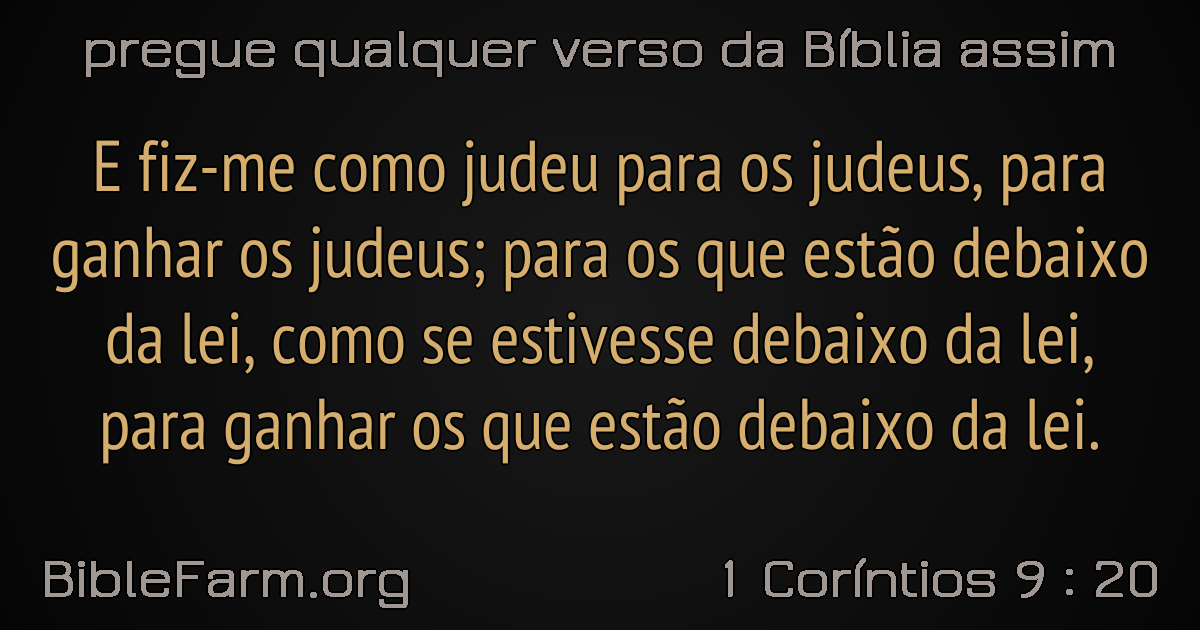 pregue qualquer verso da Bíblia assim
E fiz-me como judeu para os judeus, para
ganhar os judeus; para os que estão debaixo
da lei, como se estivesse debaixo da lei,
para ganhar os que estão debaixo da lei.
BibleFarm.org
1 Coríntios 9 : 20